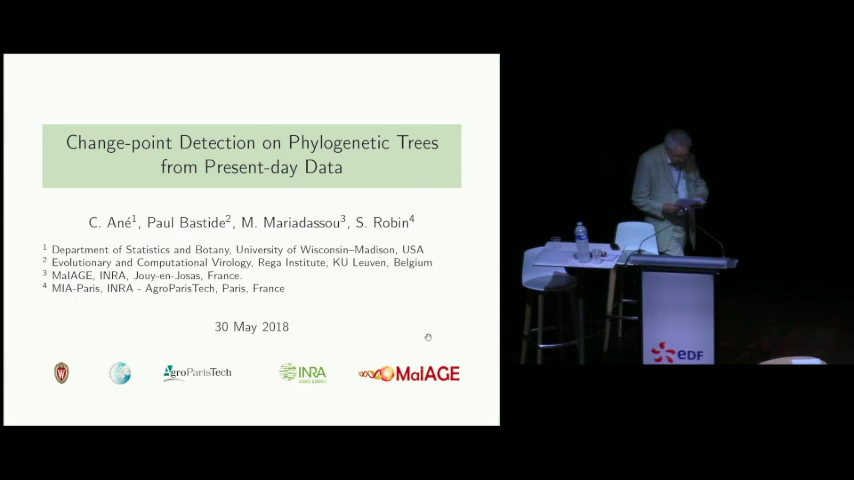 Change-point Detection on Phylogenetic Trees
from Present-day Data
C. Ané¹, Paul Bastide², M. Mariadassou³, S. Robin⁴
¹ Department of Statistics and Botany, University of Wisconsin–Madison, USA
² Evolutionary and Computational Virology, Rega Institute, KU Leuven, Belgium
³ MaIAGE, INRA, Jouy-en-Josas, France.
⁴ MIA-Paris, INRA - AgroParisTech, Paris, France
30 May 2018
W
AgroParisTech
INRA
SCIENCE & IMPACT
MaIAGE
eDF